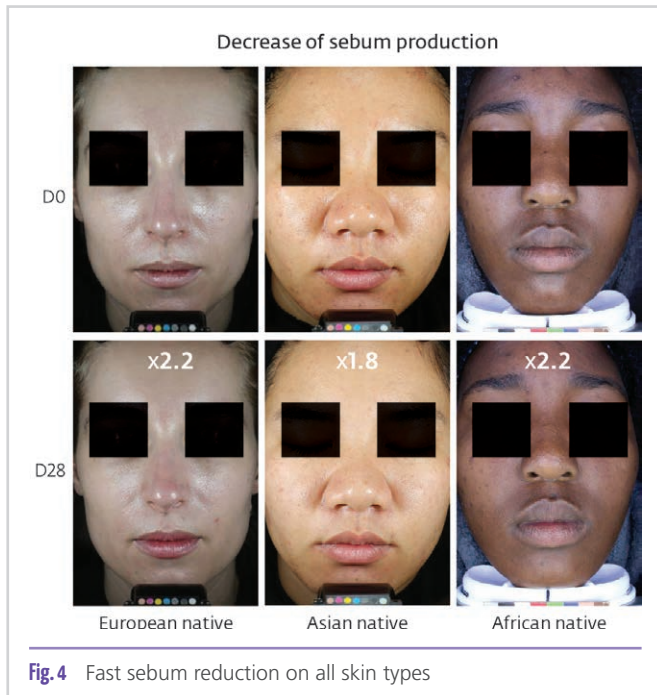 Decrease of sebum production
D0
x2.2 x1.8 x2.2
D28
European native Asian native African native
Fig. 4 Fast sebum reduction on all skin types